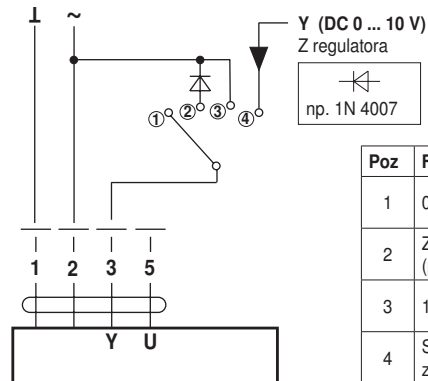 ⊥ ~
Y (DC 0 ... 10 V)
Z regulatora
np. 1N 4007
① ② ③ ④
1 2 3 5
Y U
Poz
1
2
3
4